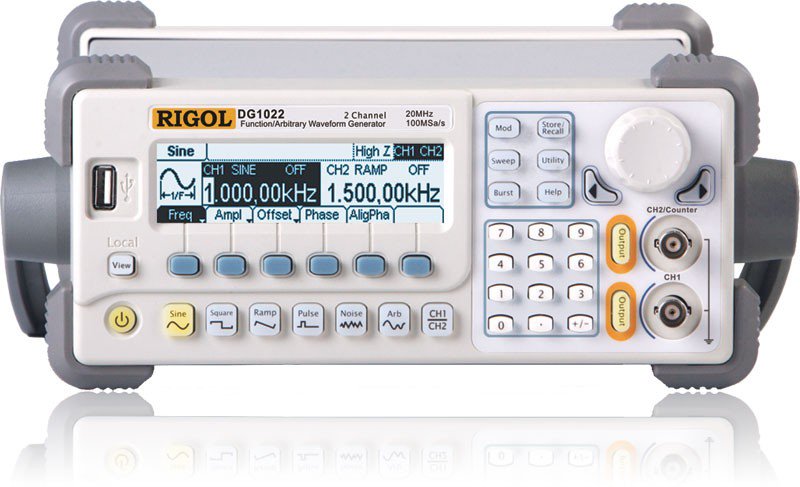 RIGOL DG1022 2 Channel 20MHz
Function/Arbitrary Waveform Generator 100MSa/s
Sine High Z CH1 CH2
CH1 SINE OFF CH2 RAMP OFF
1.000,00kHz 1.500,00kHz
←1/F→
Freq Ampl Offset Phase AligPha
Local
View
Sine Square Ramp Pulse Noise Arb CH1
CH2
Mod Store/
Recall
Sweep Utility
Burst Help
7 8 9
4 5 6
1 2 3
0 . +/−
CH2/Counter
Output
CH1
Output